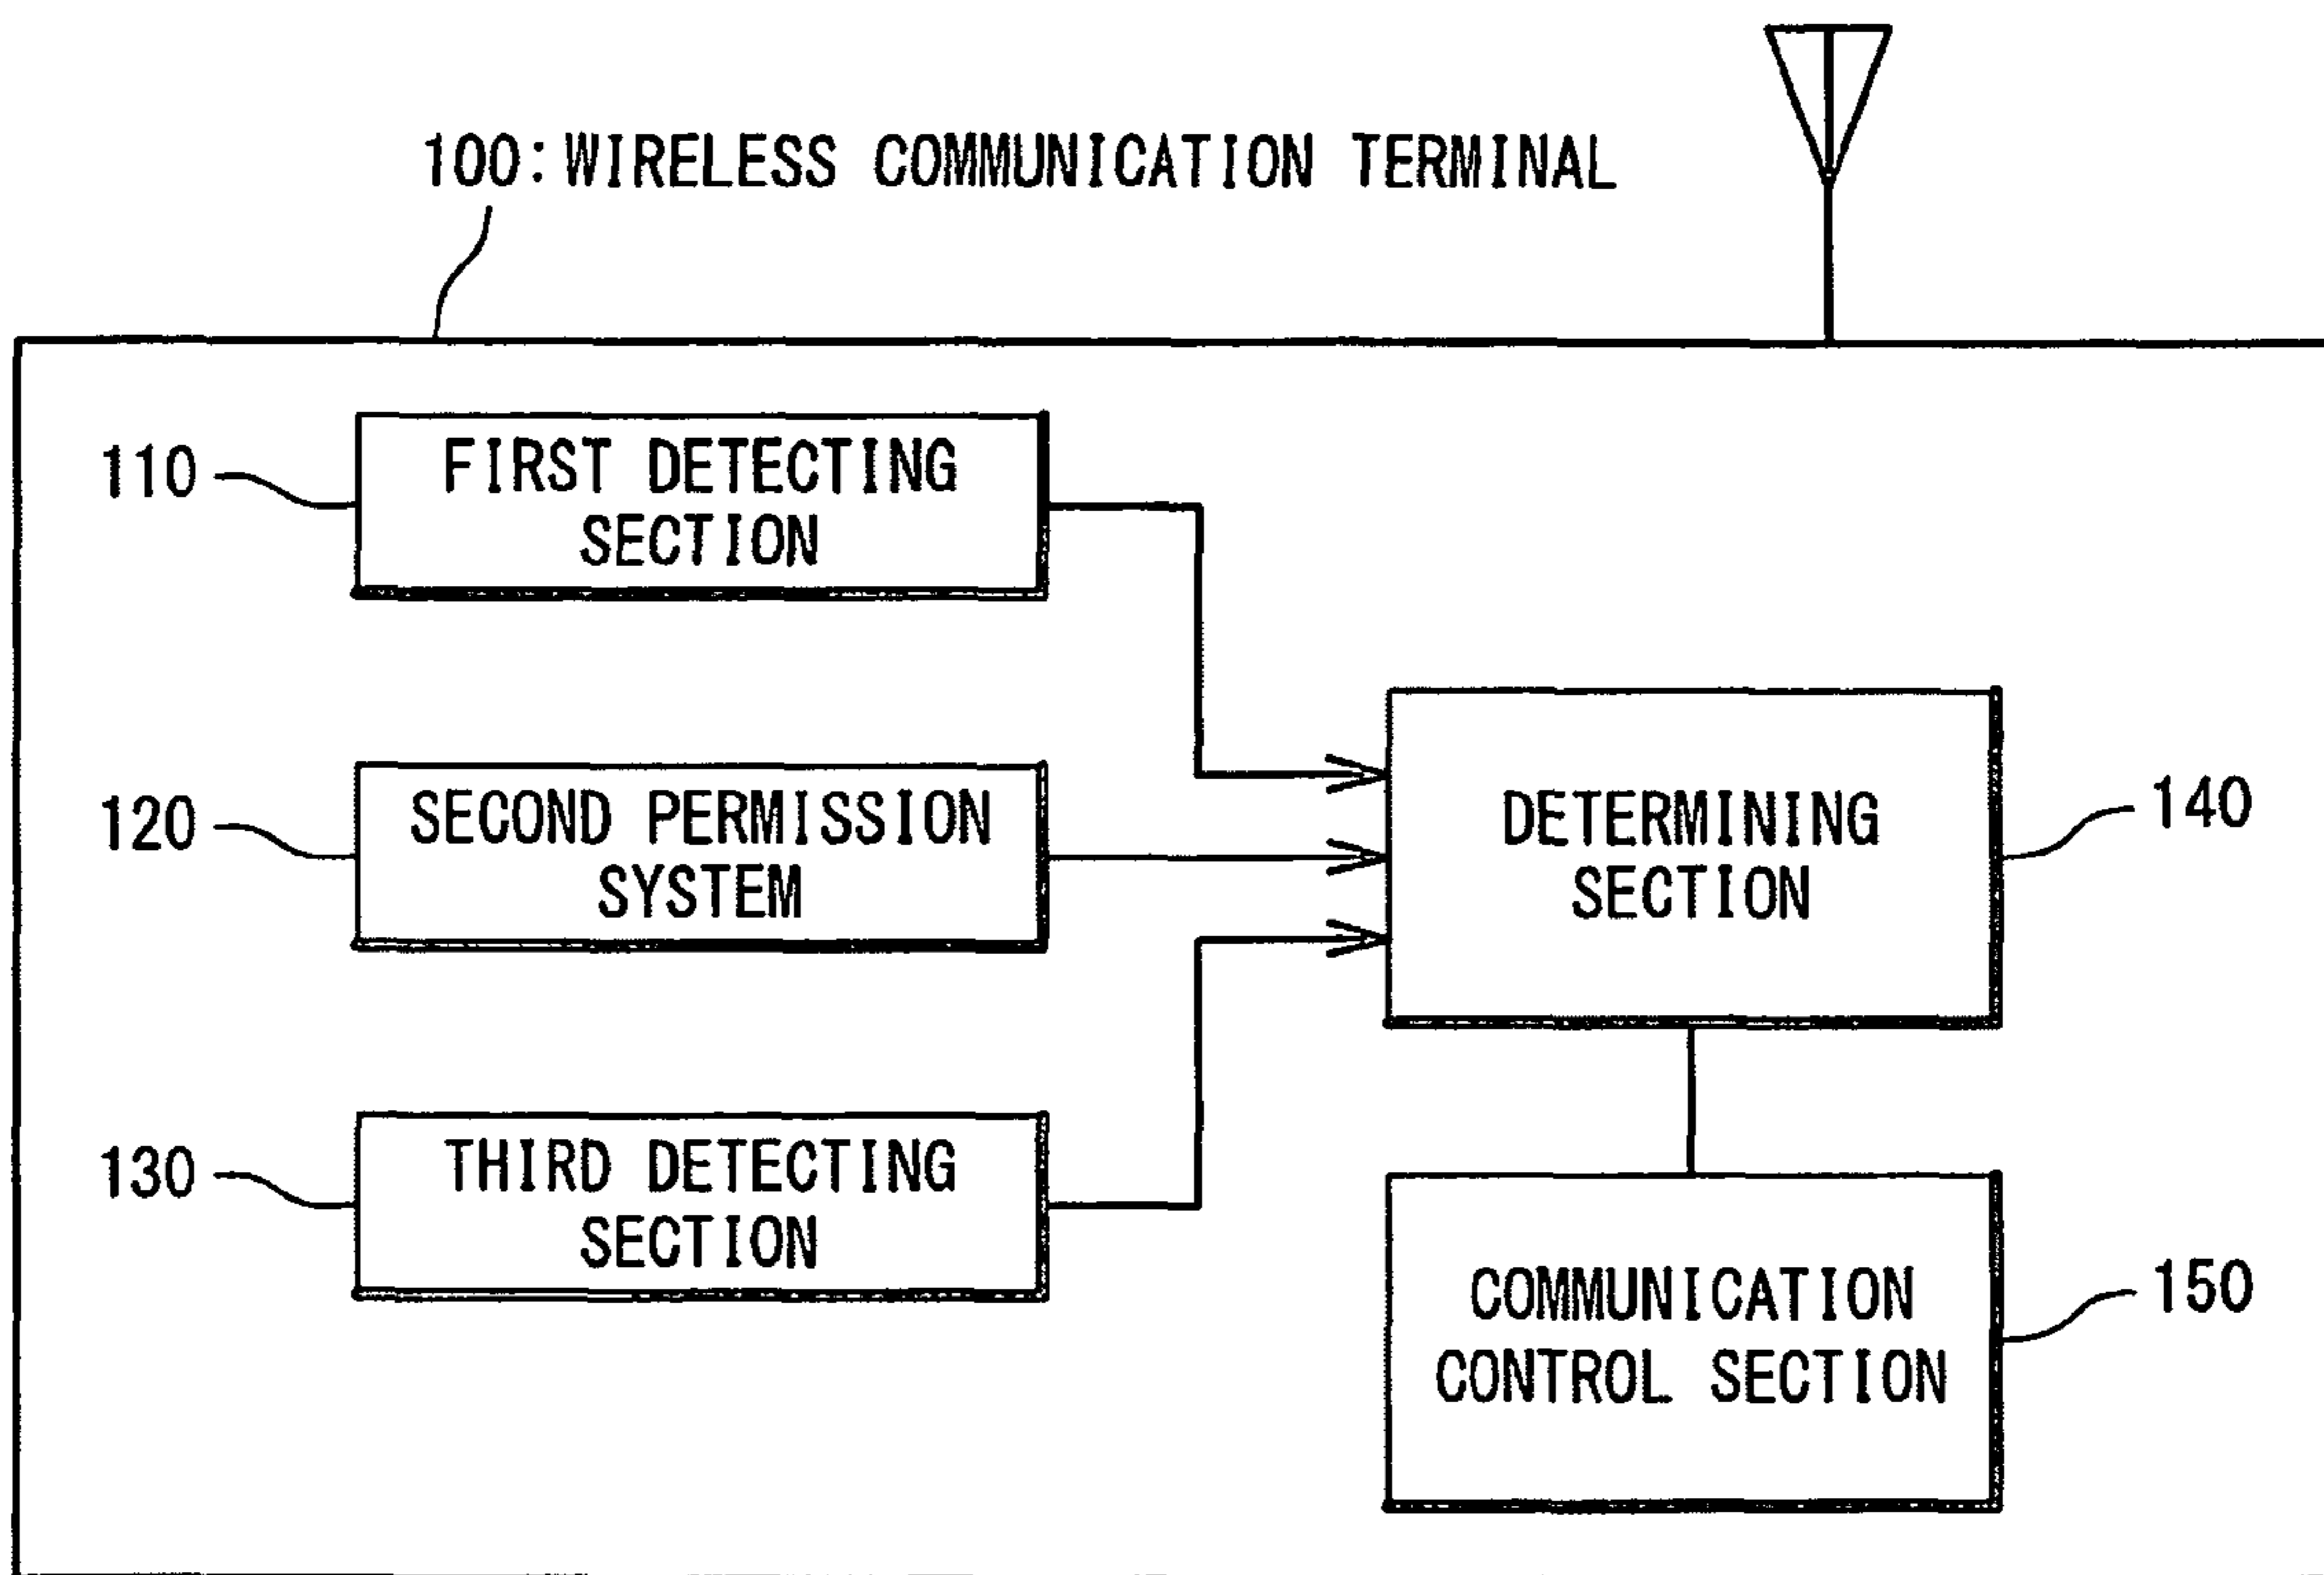 100:WIRELESS COMMUNICATION TERMINAL
110
FIRST DETECTING
SECTION
120
SECOND PERMISSION
SYSTEM
130
THIRD DETECTING
SECTION
DETERMINING
SECTION
140
COMMUNICATION
CONTROL SECTION
150